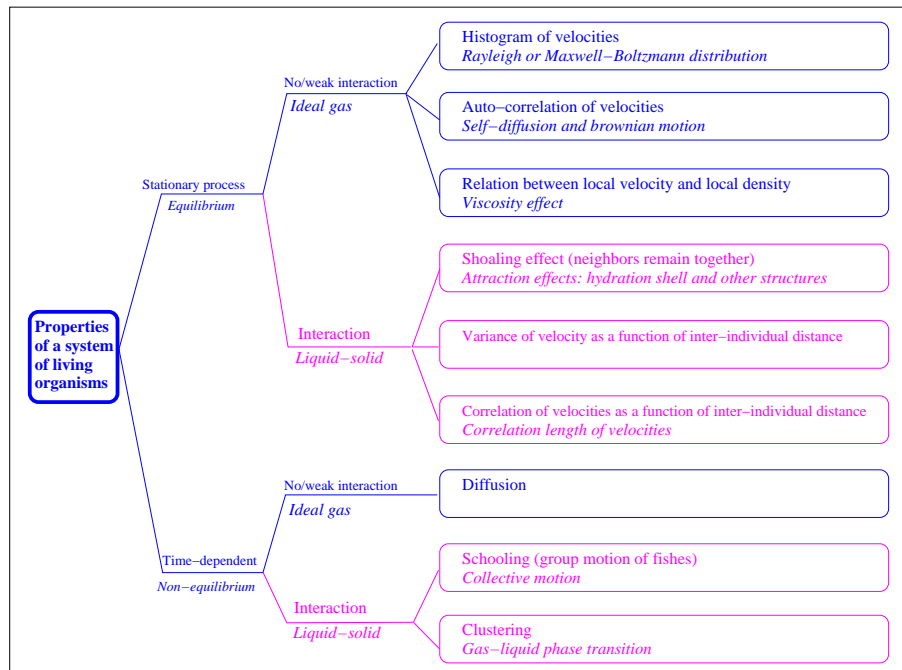 Properties
of a system
of living
organisms
Stationary process
Equilibrium
No/weak interaction
Ideal gas
Histogram of velocities
Rayleigh or Maxwell−Boltzmann distribution
Auto−correlation of velocities
Self−diffusion and brownian motion
Relation between local velocity and local density
Viscosity effect
Interaction
Liquid−solid
Shoaling effect (neighbors remain together)
Attraction effects: hydration shell and other structures
Variance of velocity as a function of inter−individual distance
Correlation of velocities as a function of inter−individual distance
Correlation length of velocities
Time−dependent
Non−equilibrium
No/weak interaction
Ideal gas
Diffusion
Interaction
Liquid−solid
Schooling (group motion of fishes)
Collective motion
Clustering
Gas−liquid phase transition